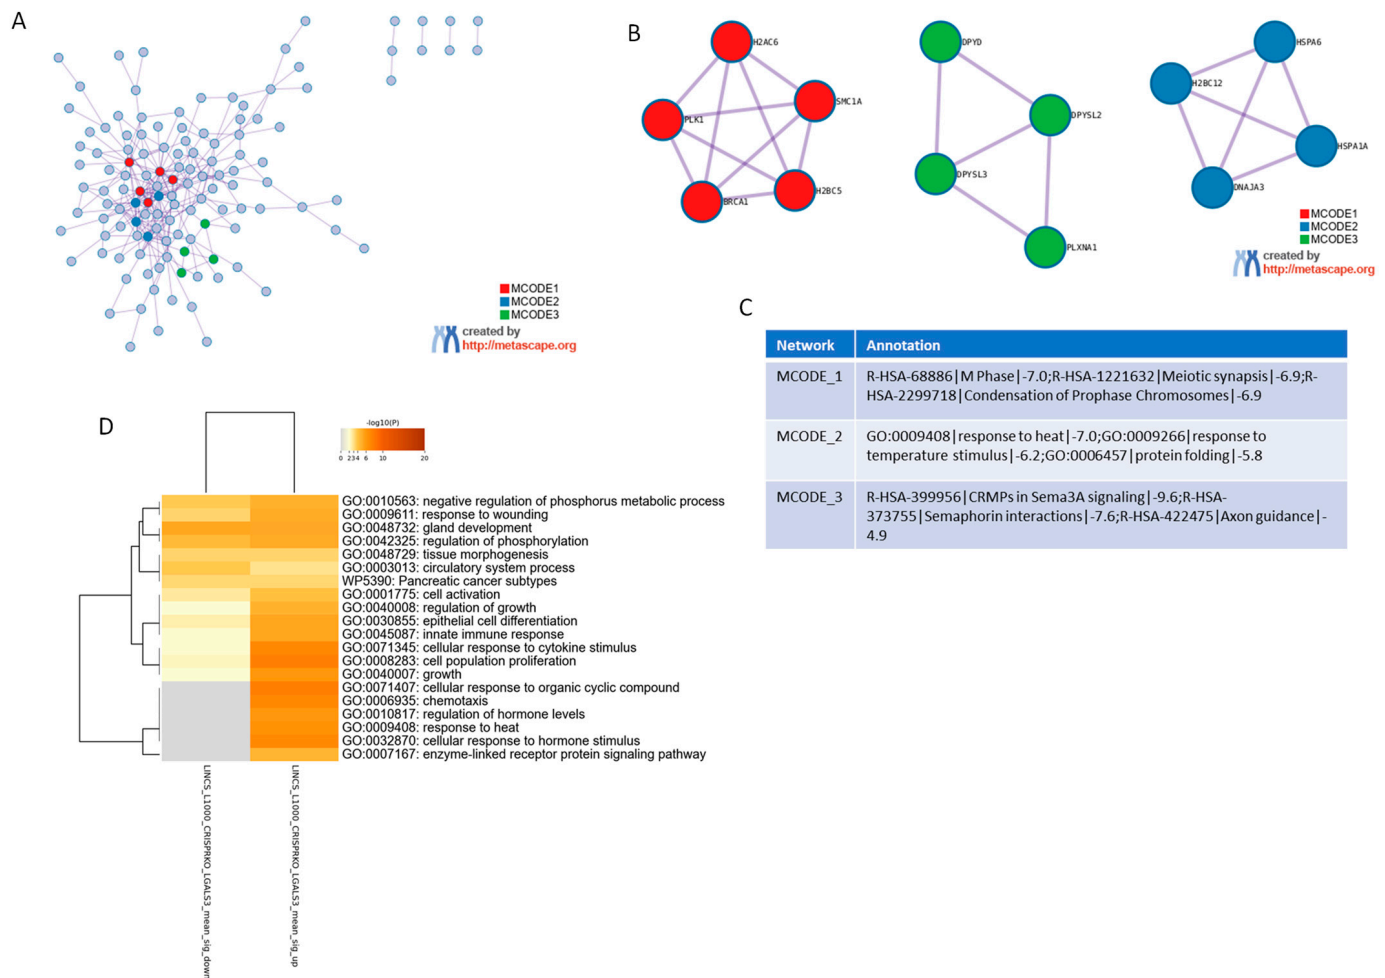 A
MCODE1
MCODE2
MCODE3
created by
http://metascape.org
B
H2AC6
SMC1A
PLK1
BRCA1
H2BC5
DPYD
DPYSL2
DPYSL3
PLXNA1
HSPA6
H2BC12
HSPA1A
DNAJA3
MCODE1
MCODE2
MCODE3
created by
http://metascape.org
C
Network Annotation
MCODE_1 R-HSA-68886|M Phase|-7.0;R-HSA-1221632|Meiotic synapsis|-6.9;R-
HSA-2299718|Condensation of Prophase Chromosomes|-6.9
MCODE_2 GO:0009408|response to heat|-7.0;GO:0009266|response to
temperature stimulus|-6.2;GO:0006457|protein folding|-5.8
MCODE_3 R-HSA-399956|CRMPs in Sema3A signaling|-9.6;R-HSA-
373755|Semaphorin interactions|-7.6;R-HSA-422475|Axon guidance|-
4.9
D
-log10(P)
0 2 3 4 6 10 20
GO:0010563: negative regulation of phosphorus metabolic process
GO:0009611: response to wounding
GO:0048732: gland development
GO:0042325: regulation of phosphorylation
GO:0048729: tissue morphogenesis
GO:0003013: circulatory system process
WP5390: Pancreatic cancer subtypes
GO:0001775: cell activation
GO:0040008: regulation of growth
GO:0030855: epithelial cell differentiation
GO:0045087: innate immune response
GO:0071345: cellular response to cytokine stimulus
GO:0008283: cell population proliferation
GO:0040007: growth
GO:0071407: cellular response to organic cyclic compound
GO:0006935: chemotaxis
GO:0010817: regulation of hormone levels
GO:0009408: response to heat
GO:0032870: cellular response to hormone stimulus
GO:0007167: enzyme-linked receptor protein signaling pathway
LINCS_L1000_CRISPRKO_LGALS3_mean_sig_down
LINCS_L1000_CRISPRKO_LGALS3_mean_sig_up